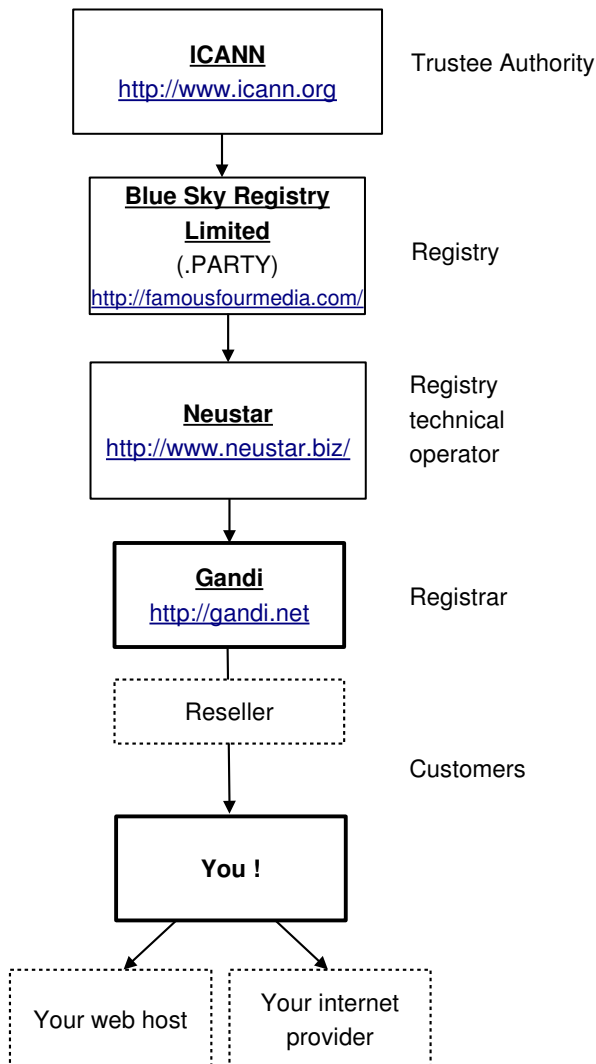 ICANN
http://www.icann.org
Trustee Authority
Blue Sky Registry
Limited
(.PARTY)
http://famousfourmedia.com/
Registry
Neustar
http://www.neustar.biz/
Registry
technical
operator
Gandi
http://gandi.net
Registrar
Reseller
Customers
You !
Your web host
Your internet
provider